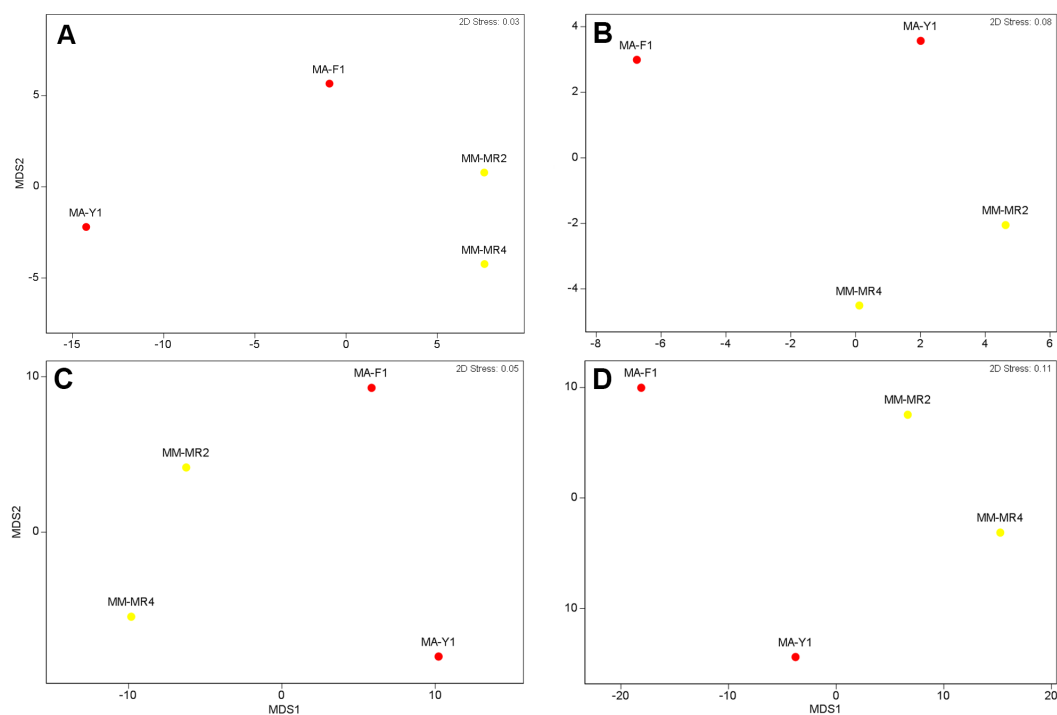 A
2D Stress: 0.03
MA-F1
5
MM-MR2
MDS2
0
MA-Y1
MM-MR4
-5
-15
-10
-5
0
5
B
2D Stress: 0.08
4
MA-Y1
MA-F1
2
0
MM-MR2
-2
-4
MM-MR4
-8
-6
-4
-2
0
2
4
6
C
2D Stress: 0.05
10
MA-F1
MM-MR2
MDS2
0
MM-MR4
MA-Y1
-10
0
10
MDS1
D
2D Stress: 0.11
MA-F1
10
MM-MR2
0
MM-MR4
10
MA-Y1
-20
-10
0
10
20
MDS1